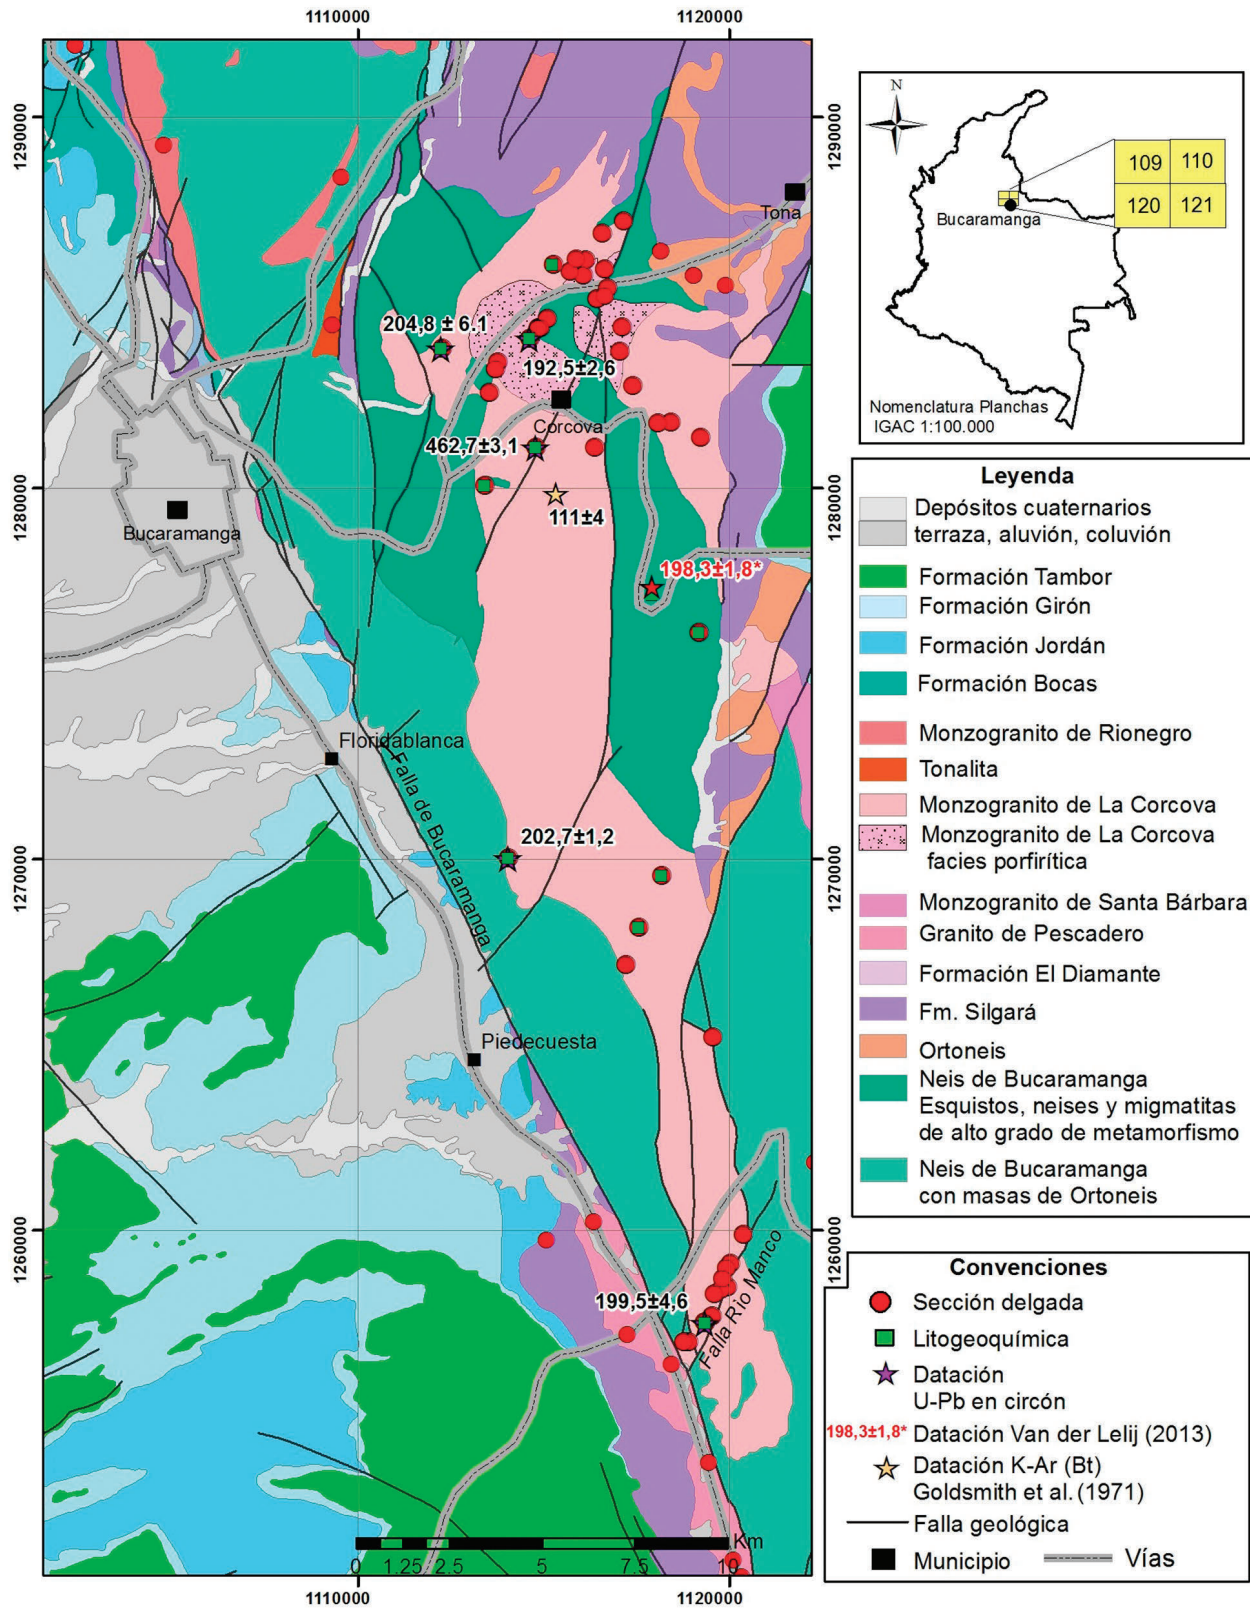 1110000
1120000
1290000
1290000
Tona
204,8 ± 6.1
192,5±2,6
Corcova
462,7±3,1
1280000
1280000
111±4
Bucaramanga
198,3±1,8*
Floridablanca
Falla de Bucaramanga
202,7±1,2
1270000
1270000
Piedecuesta
1260000
1260000
199,5±4,6
Falla Rio Manco
Km
0 1.25 2.5 5 7.5 10
1110000
1120000
N
109 110
120 121
Bucaramanga
Nomenclatura Planchas
IGAC 1:100.000
Leyenda
Depósitos cuaternarios
terraza, aluvión, coluvión
Formación Tambor
Formación Girón
Formación Jordán
Formación Bocas
Monzogranito de Rionegro
Tonalita
Monzogranito de La Corcova
Monzogranito de La Corcova
facies porfirítica
Monzogranito de Santa Bárbara
Granito de Pescadero
Formación El Diamante
Fm. Silgará
Ortoneis
Neis de Bucaramanga
Esquistos, neises y migmatitas
de alto grado de metamorfismo
Neis de Bucaramanga
con masas de Ortoneis
Convenciones
Sección delgada
Litogeoquímica
Datación
U-Pb en circón
198,3±1,8* Datación Van der Lelij (2013)
Datación K-Ar (Bt)
Goldsmith et al. (1971)
Falla geológica
Municipio Vías